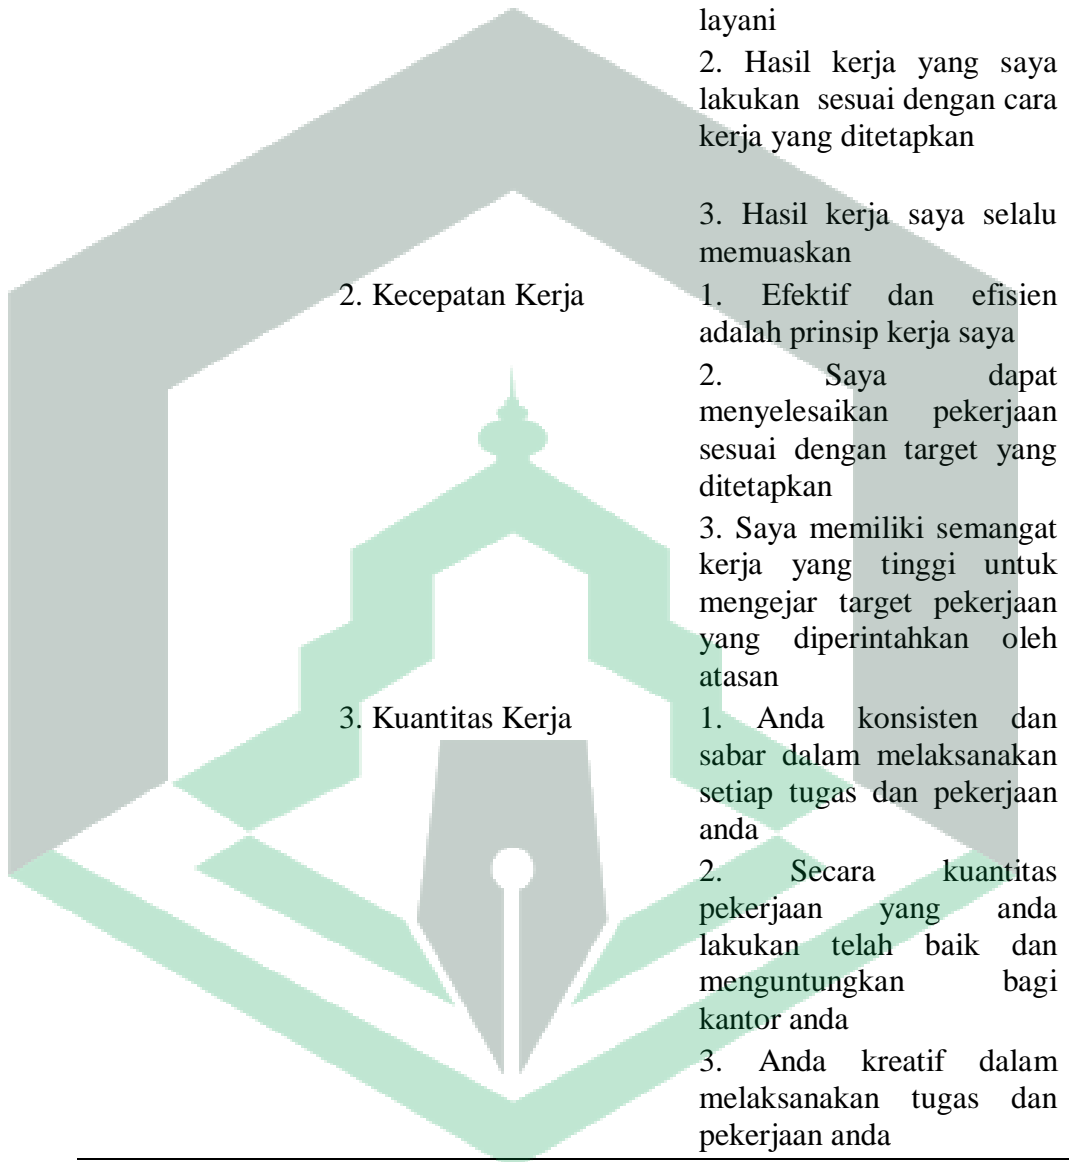 layani
2. Hasil kerja yang saya
lakukan sesuai dengan cara
kerja yang ditetapkan
3. Hasil kerja saya selalu
memuaskan
2. Kecepatan Kerja
1. Efektif dan efisien
adalah prinsip kerja saya
2. Saya dapat
menyelesaikan pekerjaan
sesuai dengan target yang
ditetapkan
3. Saya memiliki semangat
kerja yang tinggi untuk
mengejar target pekerjaan
yang diperintahkan oleh
atasan
3. Kuantitas Kerja
1. Anda konsisten dan
sabar dalam melaksanakan
setiap tugas dan pekerjaan
anda
2. Secara kuantitas
pekerjaan yang anda
lakukan telah baik dan
menguntungkan bagi
kantor anda
3. Anda kreatif dalam
melaksanakan tugas dan
pekerjaan anda